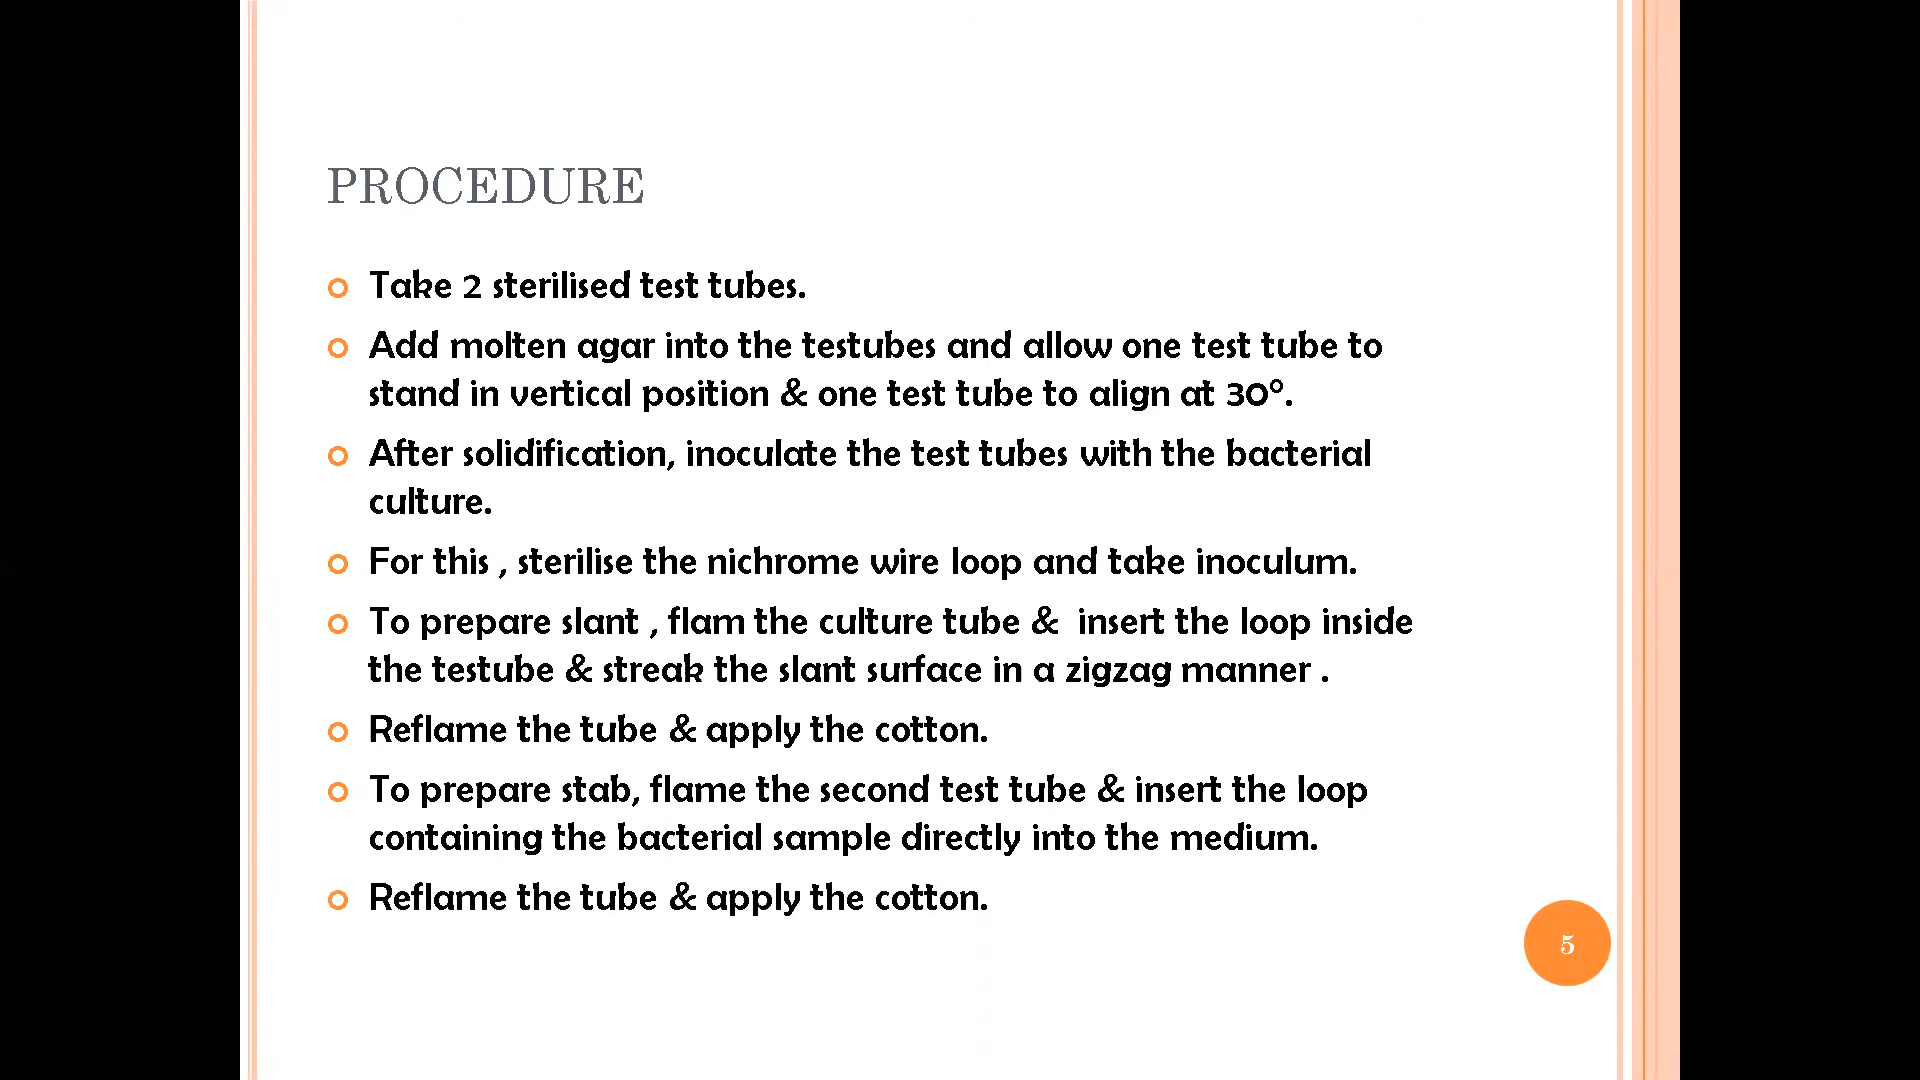 PROCEDURE
Take 2 sterilised test tubes.
Add molten agar into the testubes and allow one test tube to
stand in vertical position & one test tube to align at 30°.
After solidification, inoculate the test tubes with the bacterial
culture.
For this , sterilise the nichrome wire loop and take inoculum.
To prepare slant , flam the culture tube &  insert the loop inside
the testube & streak the slant surface in a zigzag manner .
Reflame the tube & apply the cotton.
To prepare stab, flame the second test tube & insert the loop
containing the bacterial sample directly into the medium.
Reflame the tube & apply the cotton.
5